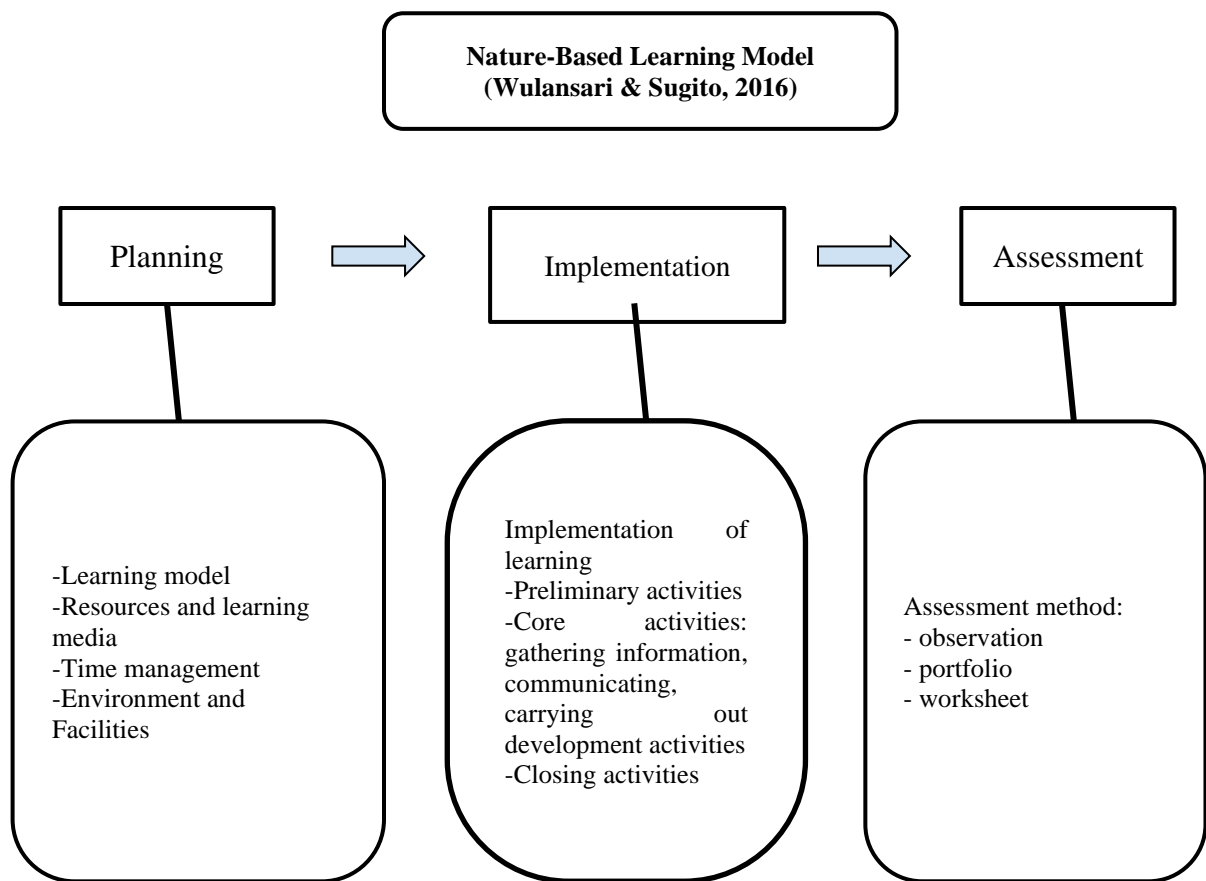 Nature-Based Learning Model
(Wulansari & Sugito, 2016)
Planning
Implementation
Assessment
-Learning model
-Resources and learning
media
-Time management
-Environment and
Facilities
Implementation of
learning
-Preliminary activities
-Core activities:
gathering information,
communicating,
carrying out
development activities
-Closing activities
Assessment method:
- observation
- portfolio
- worksheet